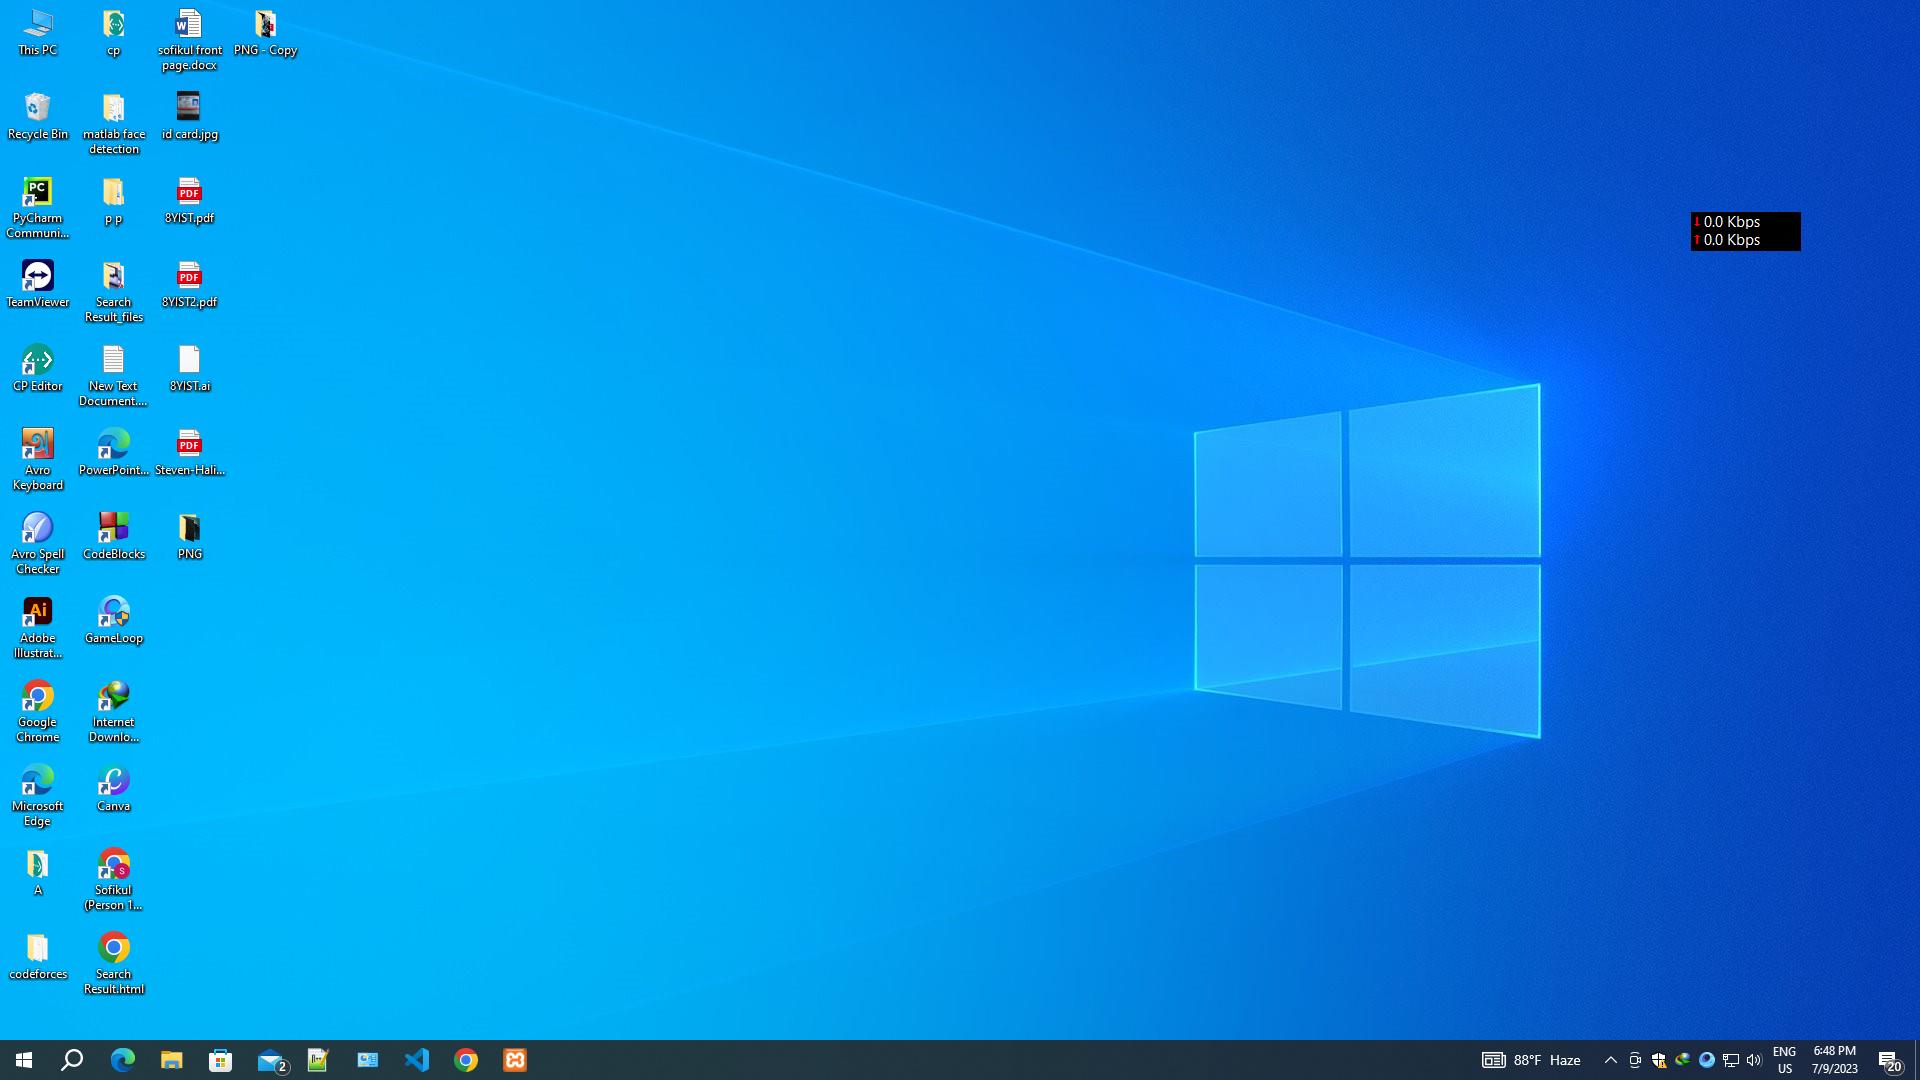 This PC
cp
sofikul front
page.docx
PNG - Copy
Recycle Bin
matlab face
detection
id card.jpg
PC
PyCharm
Communi...
p p
PDF
8YIST.pdf
TeamViewer
Search
Result_files
PDF
8YIST2.pdf
CP Editor
New Text
Document....
8YIST.ai
Avro
Keyboard
PowerPoint...
PDF
Steven-Hali...
Avro Spell
Checker
CodeBlocks
PNG
Ai
Adobe
Illustrat...
GameLoop
Google
Chrome
Internet
Downlo...
Microsoft
Edge
Canva
A
S
Sofikul
(Person 1...
codeforces
Search
Result.html
0.0 Kbps
0.0 Kbps
2
88°F Haze
ENG
US
6:48 PM
7/9/2023
20